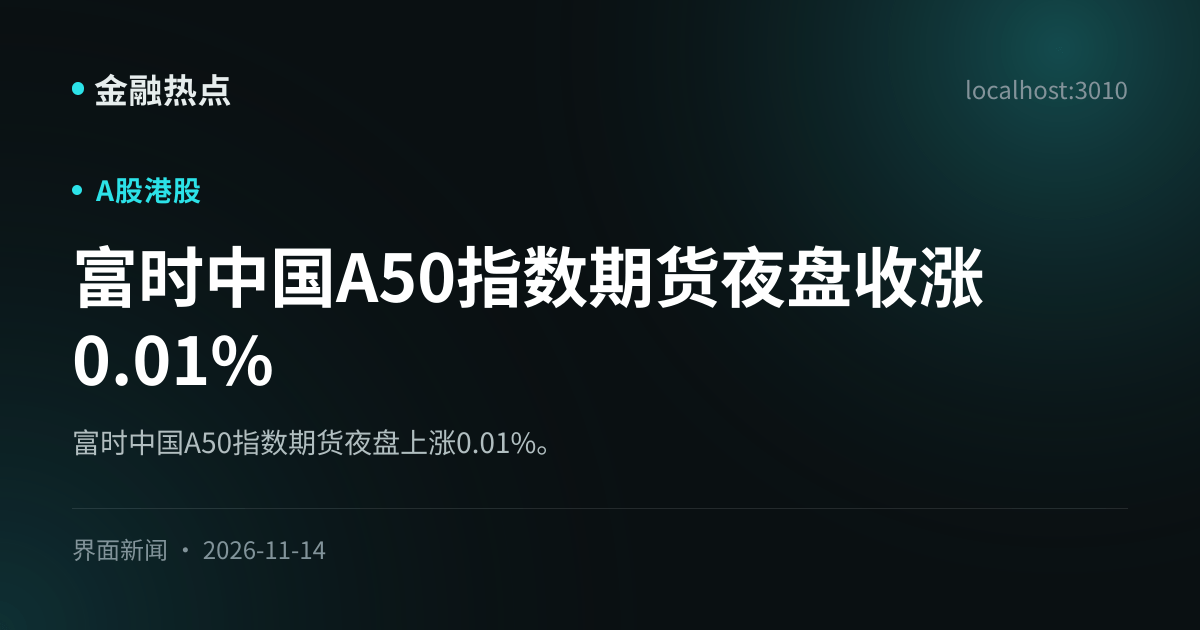 金融热点
localhost:3010
A股港股
富时中国A50指数期货夜盘收涨
0.01%
富时中国A50指数期货夜盘上涨0.01%。
界面新闻 • 2026-11-14